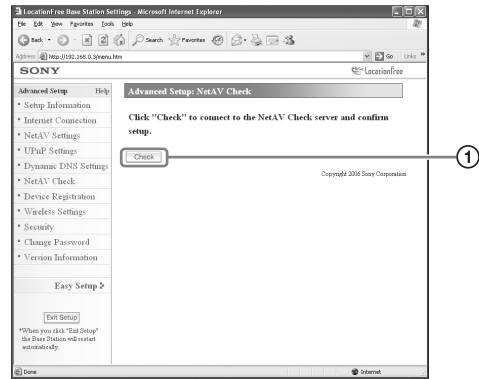 LocationFree Base Station Settings - Microsoft Internet Explorer
File Edit View Favorites Tools Help
Back Search Favorites
Address http://192.168.0.3/menu.htm Go Links »
SONY LocationFree
Advanced Setup Help
Advanced Setup: NetAV Check
• Setup Information
• Internet Connection
• NetAV Settings
• UPnP Settings
• Dynamic DNS Settings
• NetAV Check
• Device Registration
• Wireless Settings
• Security
• Change Password
• Version Information
Easy Setup
Exit Setup
*When you click "Exit Setup"
the Base Station will restart
automatically.
Click "Check" to connect to the NetAV Check server and confirm
setup.
Check
1
Copyright 2006 Sony Corporation
Done Internet